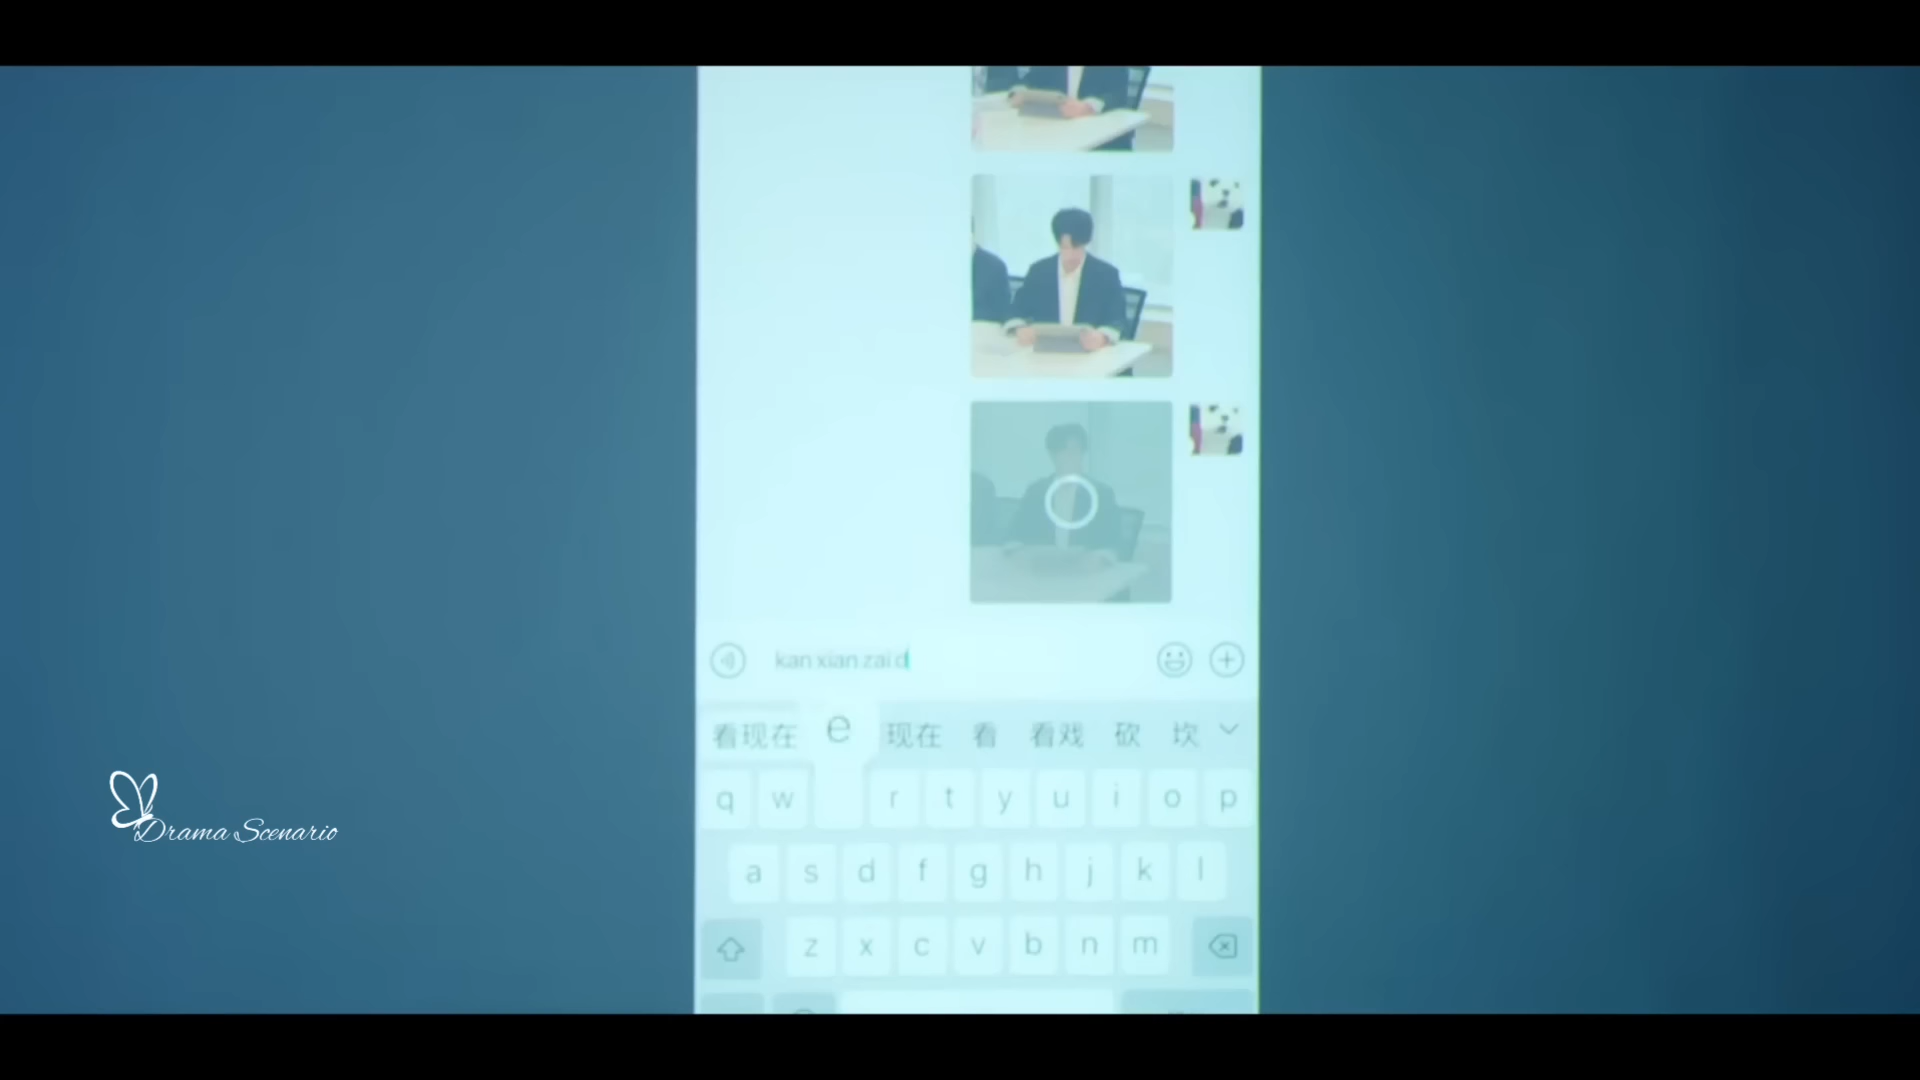 kan xian zai d
看现在 e 现在 看 看戏 砍 坎
q w r t y u i o p
a s d f g h j k l
z x c v b n m
Drama Scenario